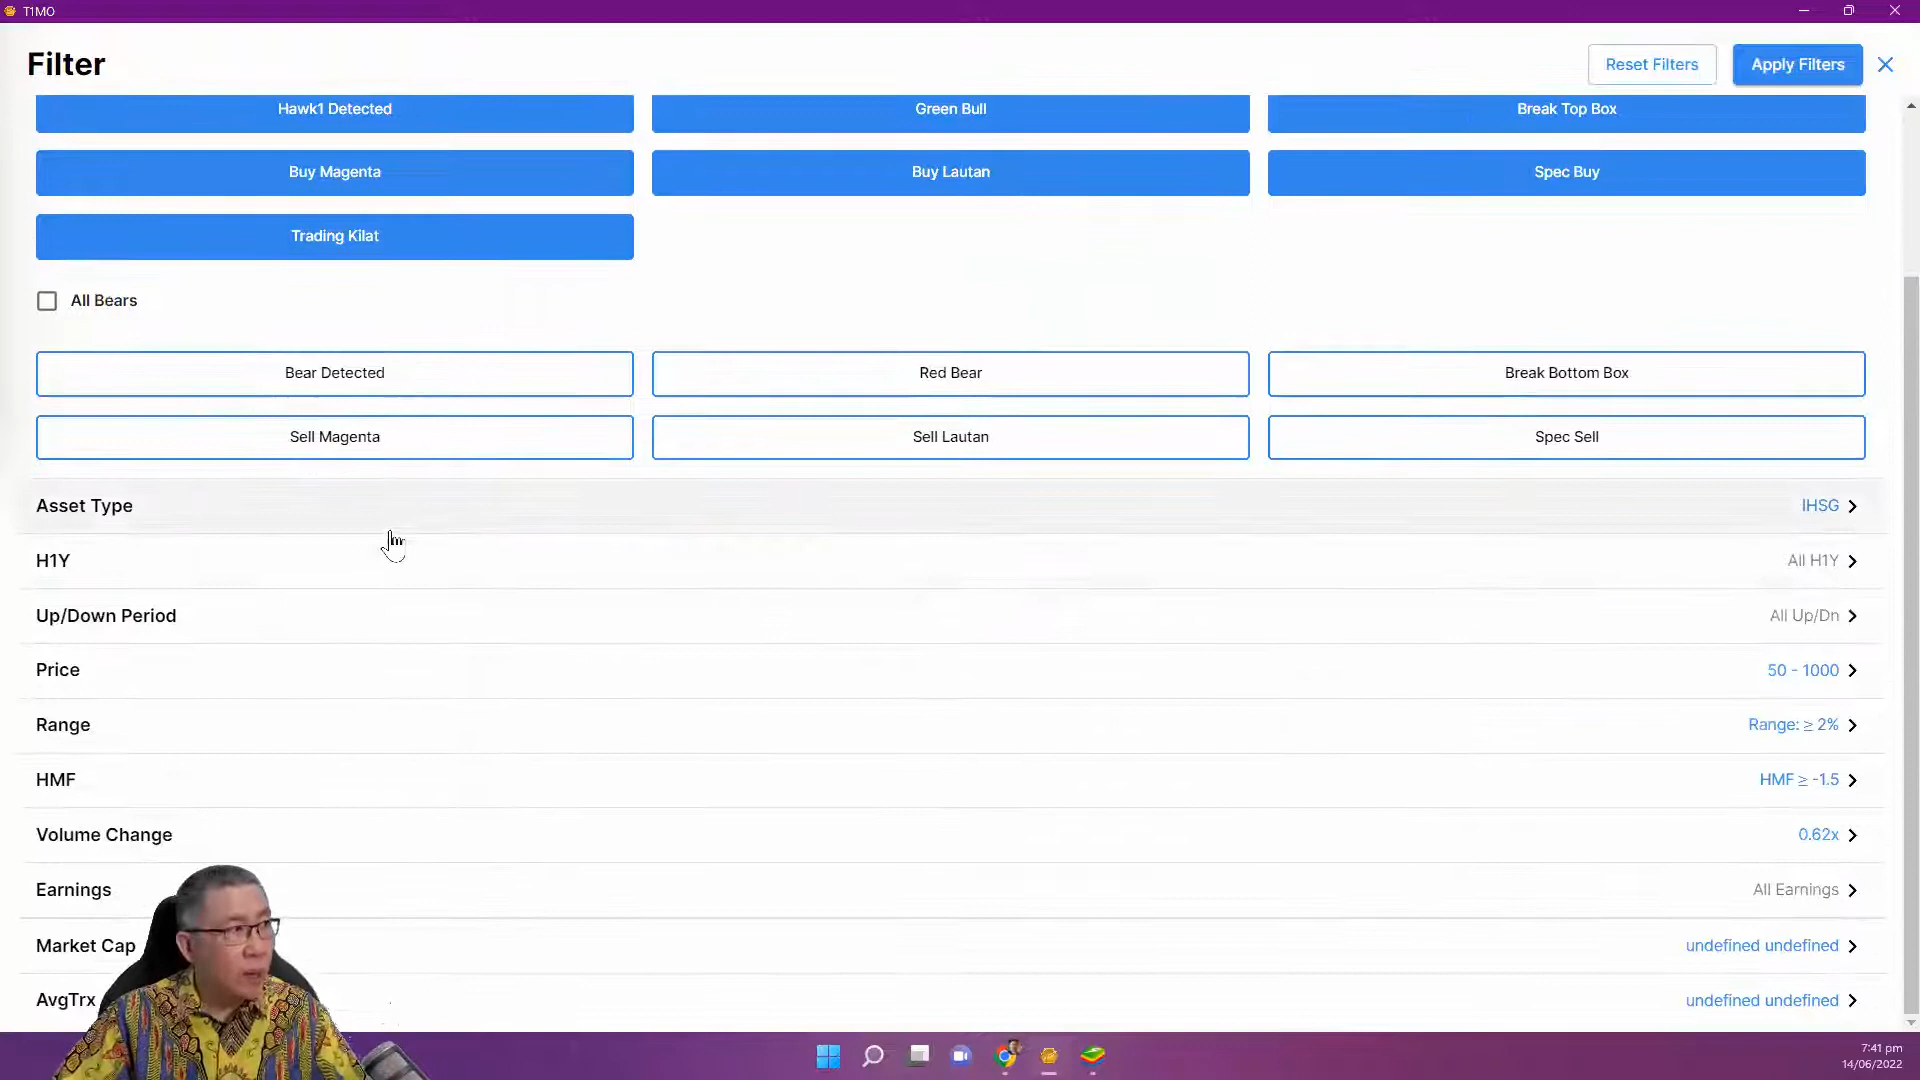 T1MO
Filter
Reset Filters
Apply Filters
Hawk1 Detected
Green Bull
Break Top Box
Buy Magenta
Buy Lautan
Spec Buy
Trading Kilat
All Bears
Bear Detected
Red Bear
Break Bottom Box
Sell Magenta
Sell Lautan
Spec Sell
Asset Type
IHSG
H1Y
All H1Y
Up/Down Period
All Up/Dn
Price
50 - 1000
Range
Range: ≥ 2%
HMF
HMF ≥ -1.5
Volume Change
0.62x
Earnings
All Earnings
Market Cap
undefined undefined
AvgTrx
undefined undefined
7:41 pm
14/06/2022